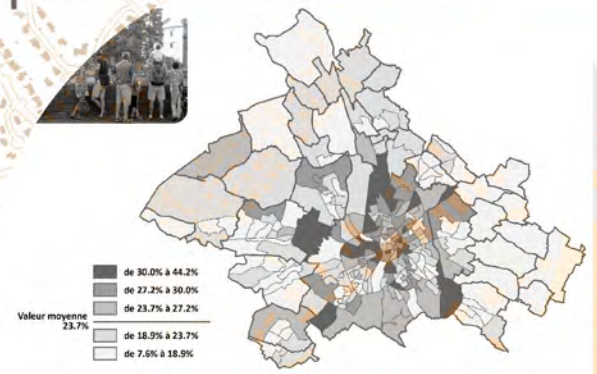 de 30.0% à 44.2%
de 27.2% à 30.0%
de 23.7% à 27.2%
Valeur moyenne
23.7%
de 18.9% à 23.7%
de 7.6% à 18.9%